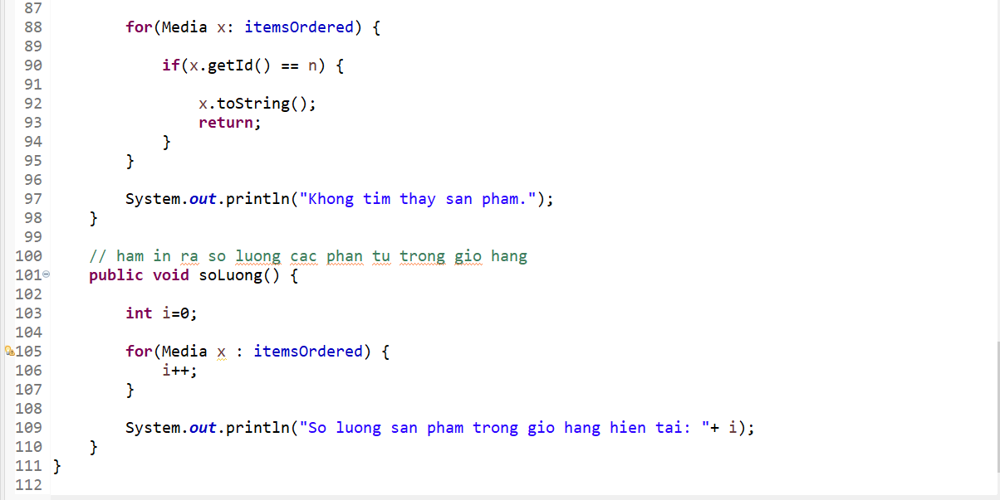 87
88 for(Media x: itemsOrdered) {
89
90 if(x.getId() == n) {
91
92 x.toString();
93 return;
94 }
95 }
96
97 System.out.println("Khong tim thay san pham.");
98 }
99
100 // ham in ra so luong cac phan tu trong gio hang
101 public void soLuong() {
102
103 int i=0;
104
105 for(Media x : itemsOrdered) {
106 i++;
107 }
108
109 System.out.println("So luong san pham trong gio hang hien tai: "+ i);
110 }
111 }
112